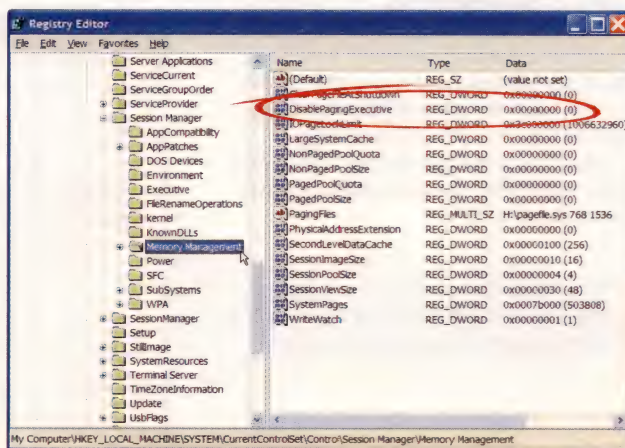 Registry Editor
File Edit View Favorites Help
Server Applications
ServiceCurrent
ServiceGroupOrder
ServiceProvider
Session Manager
AppCompatibility
AppPatches
DOS Devices
Environment
Executive
FileRenameOperations
kernel
KnownDLLs
Memory Management
Power
SFC
SubSystems
WPA
SessionManager
Setup
StillImage
SystemResources
Terminal Server
TimeZoneInformation
Update
UsbFlags
Name Type Data
(Default) REG_SZ (value not set)
ClearPageFileAtShutdown REG_DWORD 0x00000000 (0)
DisablePagingExecutive REG_DWORD 0x00000000 (0)
IOPageLockLimit REG_DWORD 0x3c000000 (1006632960)
LargeSystemCache REG_DWORD 0x00000000 (0)
NonPagedPoolQuota REG_DWORD 0x00000000 (0)
NonPagedPoolSize REG_DWORD 0x00000000 (0)
PagedPoolQuota REG_DWORD 0x00000000 (0)
PagedPoolSize REG_DWORD 0x00000000 (0)
PagingFiles REG_MULTI_SZ H:\pagefile.sys 768 1536
PhysicalAddressExtension REG_DWORD 0x00000000 (0)
SecondLevelDataCache REG_DWORD 0x00000100 (256)
SessionImageSize REG_DWORD 0x00000010 (16)
SessionPoolSize REG_DWORD 0x00000004 (4)
SessionViewSize REG_DWORD 0x00000030 (48)
SystemPages REG_DWORD 0x0007b000 (503808)
WriteWatch REG_DWORD 0x00000001 (1)
My Computer\HKEY_LOCAL_MACHINE\SYSTEM\CurrentControlSet\Control\Session Manager\Memory Management